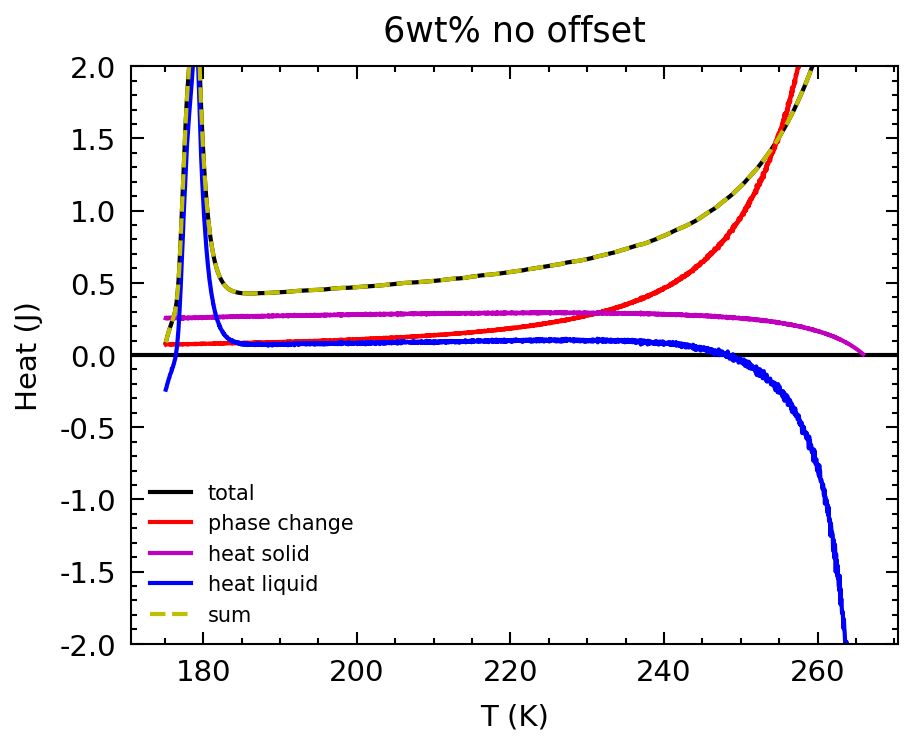 6wt% no offset
2.0
1.5
1.0
0.5
0.0
-0.5
-1.0
-1.5
-2.0
Heat (J)
total
phase change
heat solid
heat liquid
sum
180
200
220
240
260
T (K)